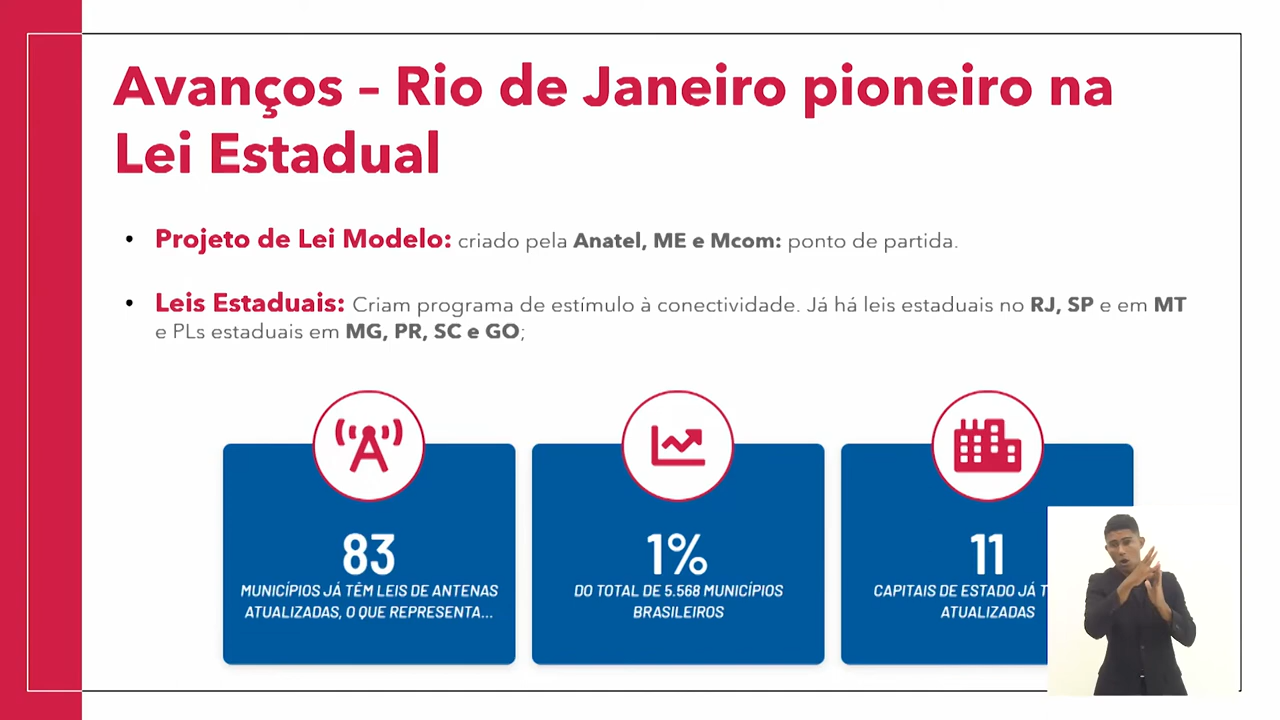 Avanços – Rio de Janeiro pioneiro na
Lei Estadual
• Projeto de Lei Modelo: criado pela Anatel, ME e Mcom: ponto de partida.
• Leis Estaduais: Criam programa de estímulo à conectividade. Já há leis estaduais no RJ, SP e em MT
e PLs estaduais em MG, PR, SC e GO;
83
MUNICÍPIOS JÁ TÊM LEIS DE ANTENAS
ATUALIZADAS, O QUE REPRESENTA...
1%
DO TOTAL DE 5.568 MUNICÍPIOS
BRASILEIROS
11
CAPITAIS DE ESTADO JÁ
ATUALIZADAS